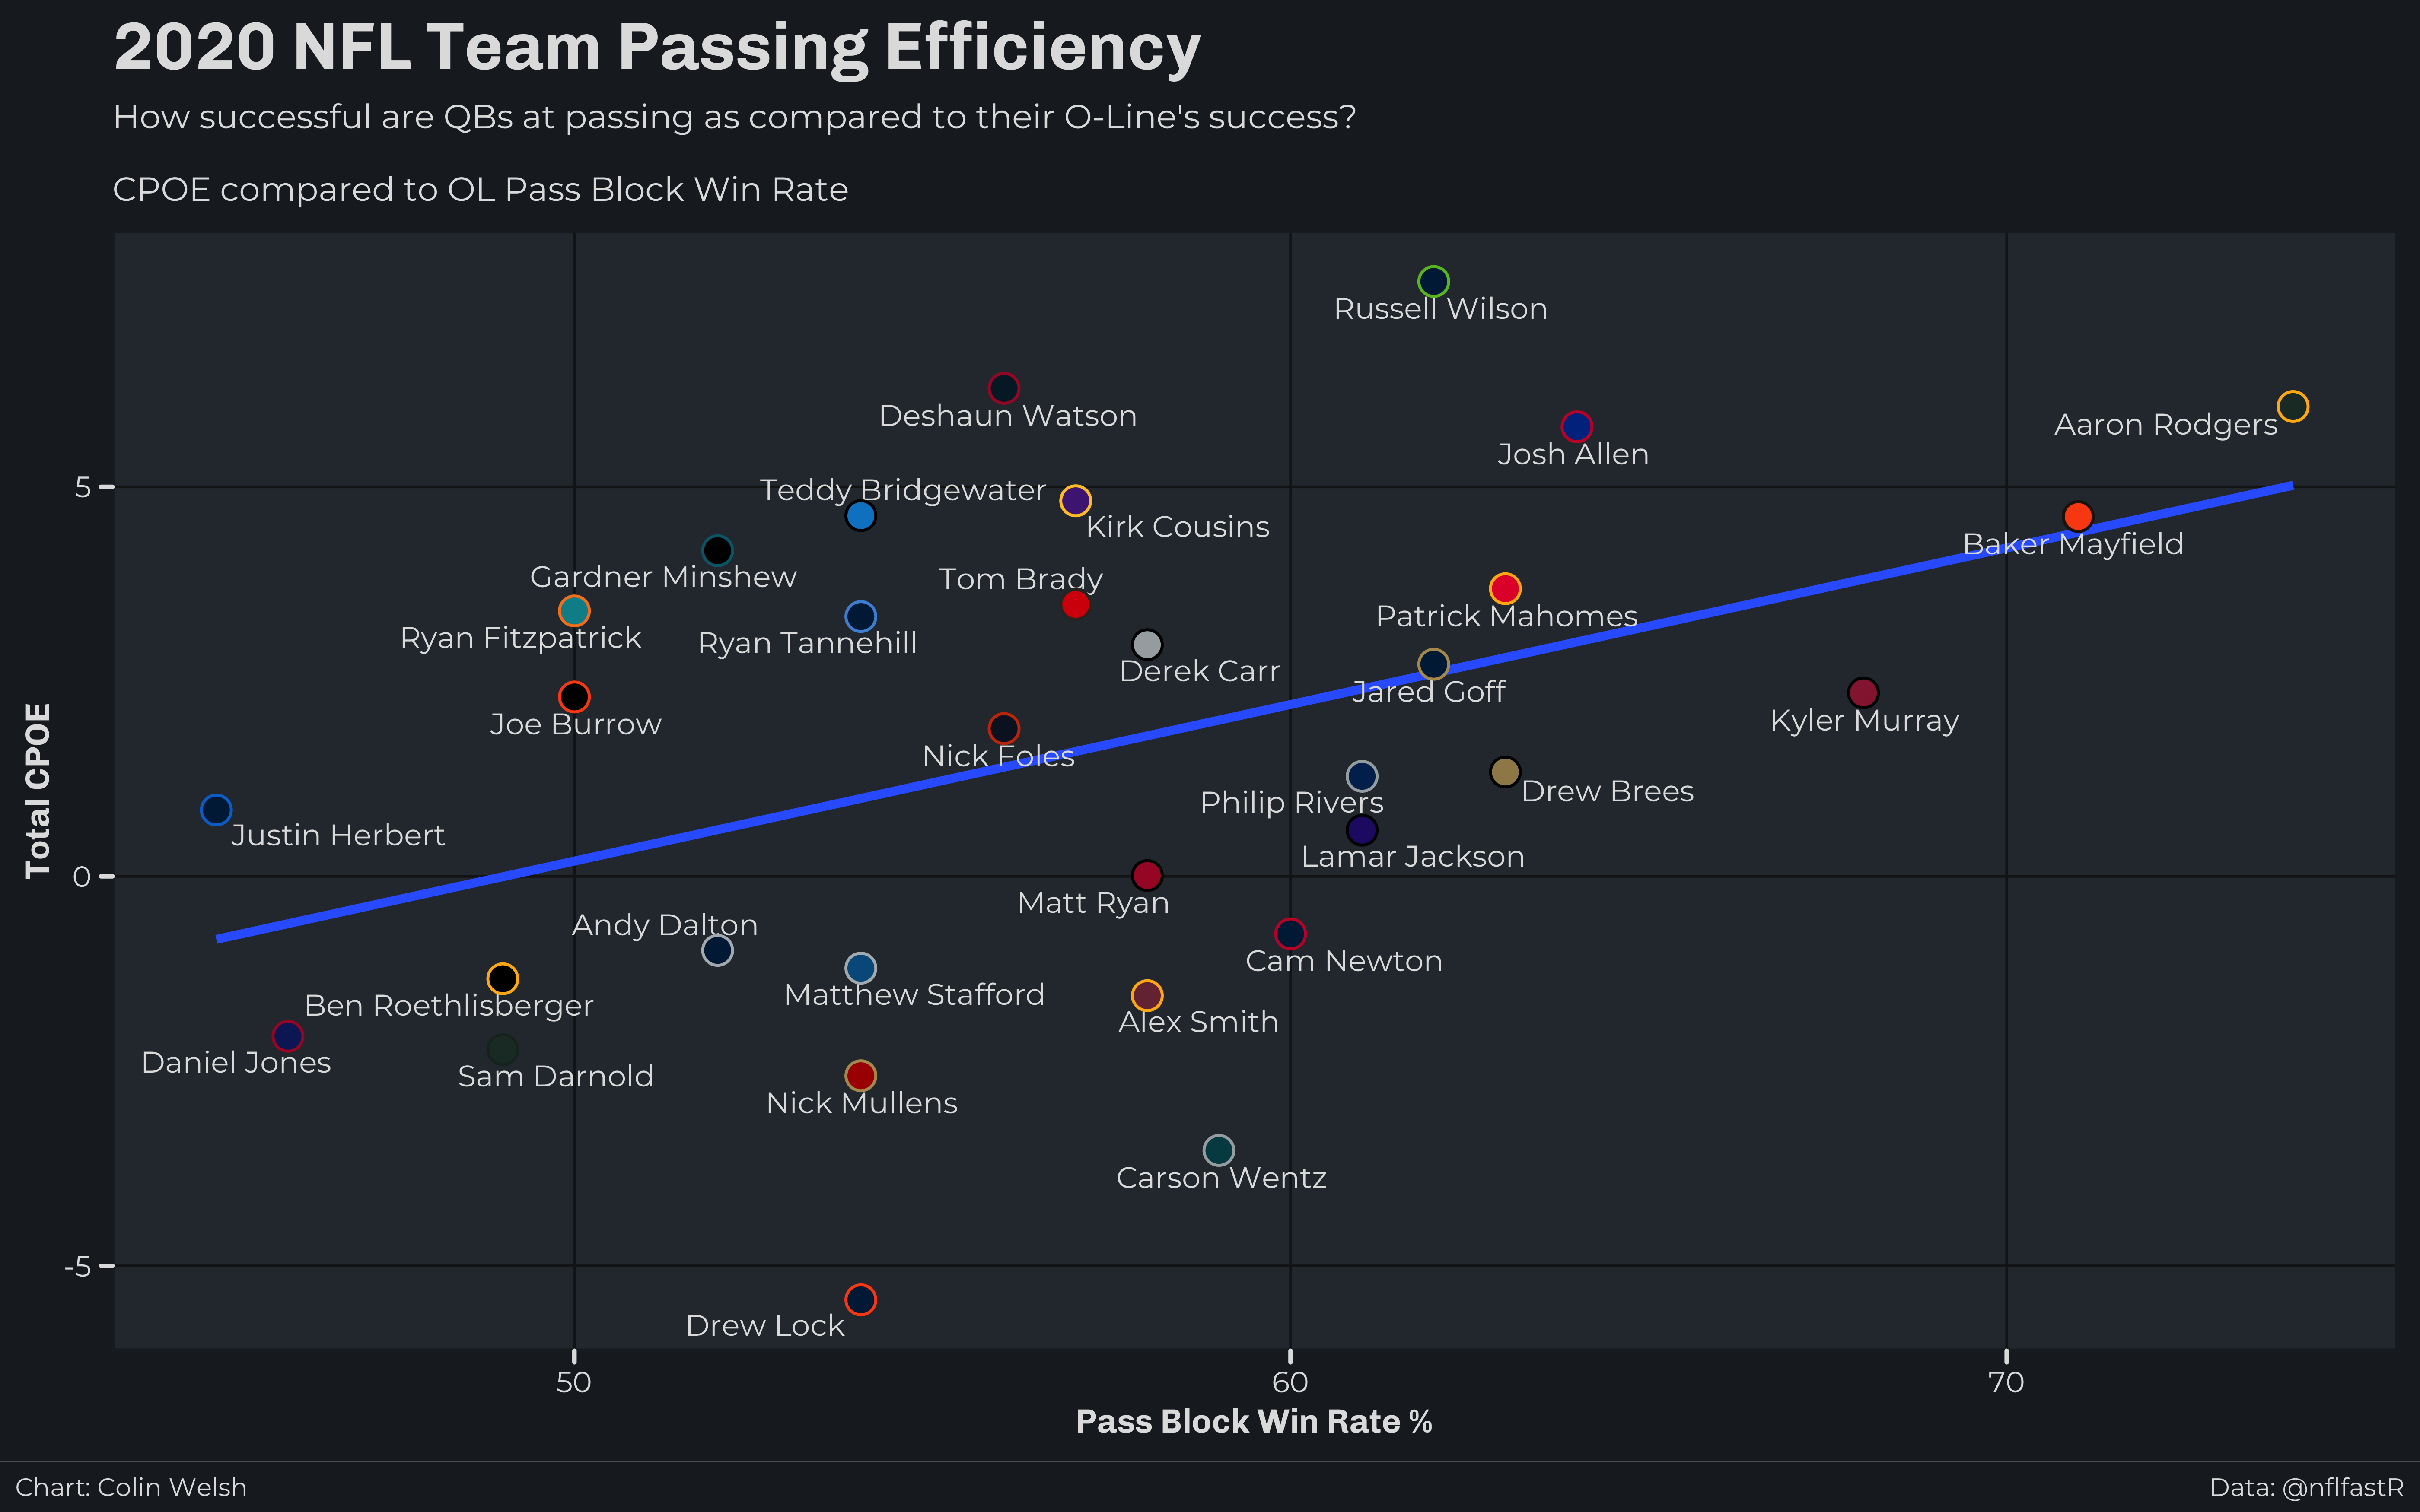 2020 NFL Team Passing Efficiency
How successful are QBs at passing as compared to their O-Line's success?
CPOE compared to OL Pass Block Win Rate
Russell Wilson
Deshaun Watson
Aaron Rodgers
Josh Allen
5
Teddy Bridgewater
Kirk Cousins
Baker Mayfield
Gardner Minshew
Tom Brady
Patrick Mahomes
Ryan Fitzpatrick
Ryan Tannehill
Derek Carr
Jared Goff
Kyler Murray
Joe Burrow
Nick Foles
Philip Rivers
Drew Brees
Justin Herbert
Lamar Jackson
Total CPOE
0
Matt Ryan
Andy Dalton
Cam Newton
Matthew Stafford
Ben Roethlisberger
Alex Smith
Daniel Jones
Sam Darnold
Nick Mullens
Carson Wentz
-5
Drew Lock
50
60
70
Pass Block Win Rate %
Chart: Colin Welsh
Data: @nflfastR